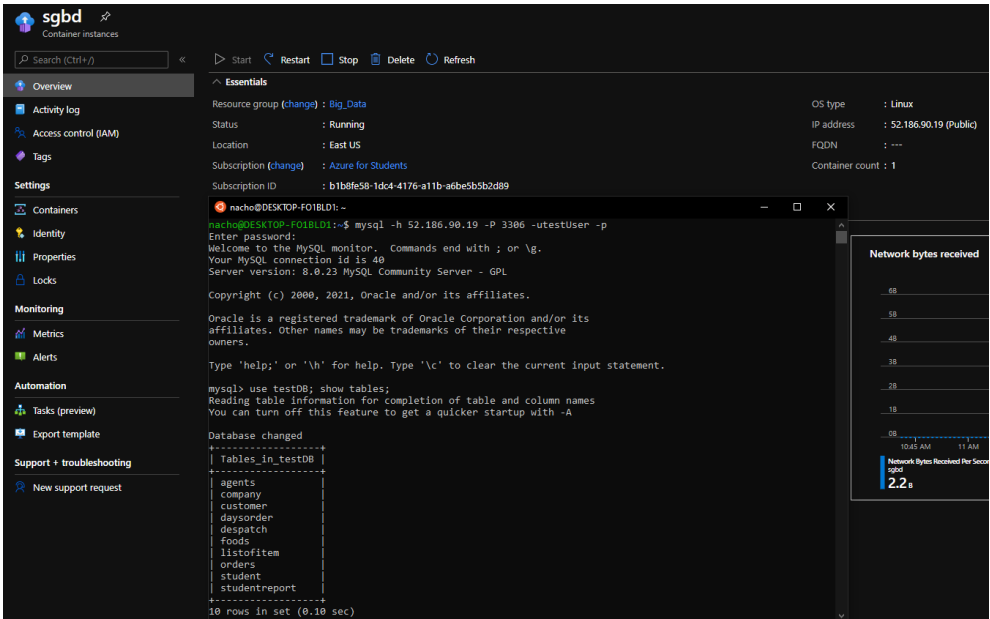 sgbd
Container instances
Search (Ctrl+/)
«
Start Restart Stop Delete Refresh
Overview
Activity log
Access control (IAM)
Tags
Settings
Containers
Identity
Properties
Locks
Monitoring
Metrics
Alerts
Automation
Tasks (preview)
Export template
Support + troubleshooting
New support request
Essentials
Resource group (change) : Big_Data
Status : Running
Location : East US
Subscription (change) : Azure for Students
Subscription ID : b1b8fe58-1dc4-4176-a11b-a6be5b5b2d89
OS type : Linux
IP address : 52.186.90.19 (Public)
FQDN : ---
Container count : 1
nacho@DESKTOP-FO1BLD1: ~
nacho@DESKTOP-FO1BLD1:~$ mysql -h 52.186.90.19 -P 3306 -utestUser -p
Enter password:
Welcome to the MySQL monitor.  Commands end with ; or \g.
Your MySQL connection id is 40
Server version: 8.0.23 MySQL Community Server - GPL
Copyright (c) 2000, 2021, Oracle and/or its affiliates.
Oracle is a registered trademark of Oracle Corporation and/or its
affiliates. Other names may be trademarks of their respective
owners.
Type 'help;' or '\h' for help. Type '\c' to clear the current input statement.
mysql> use testDB; show tables;
Reading table information for completion of table and column names
You can turn off this feature to get a quicker startup with -A
Database changed
+------------------+
| Tables_in_testDB |
+------------------+
| agents           |
| company          |
| customer         |
| daysorder        |
| despatch         |
| foods            |
| listofitem       |
| orders           |
| student          |
| studentreport    |
+------------------+
10 rows in set (0.10 sec)
Network bytes received
6B
5B
4B
3B
2B
1B
0B
10:45 AM 11 AM
Network Bytes Received Per Secon
sgbd
2.2 B